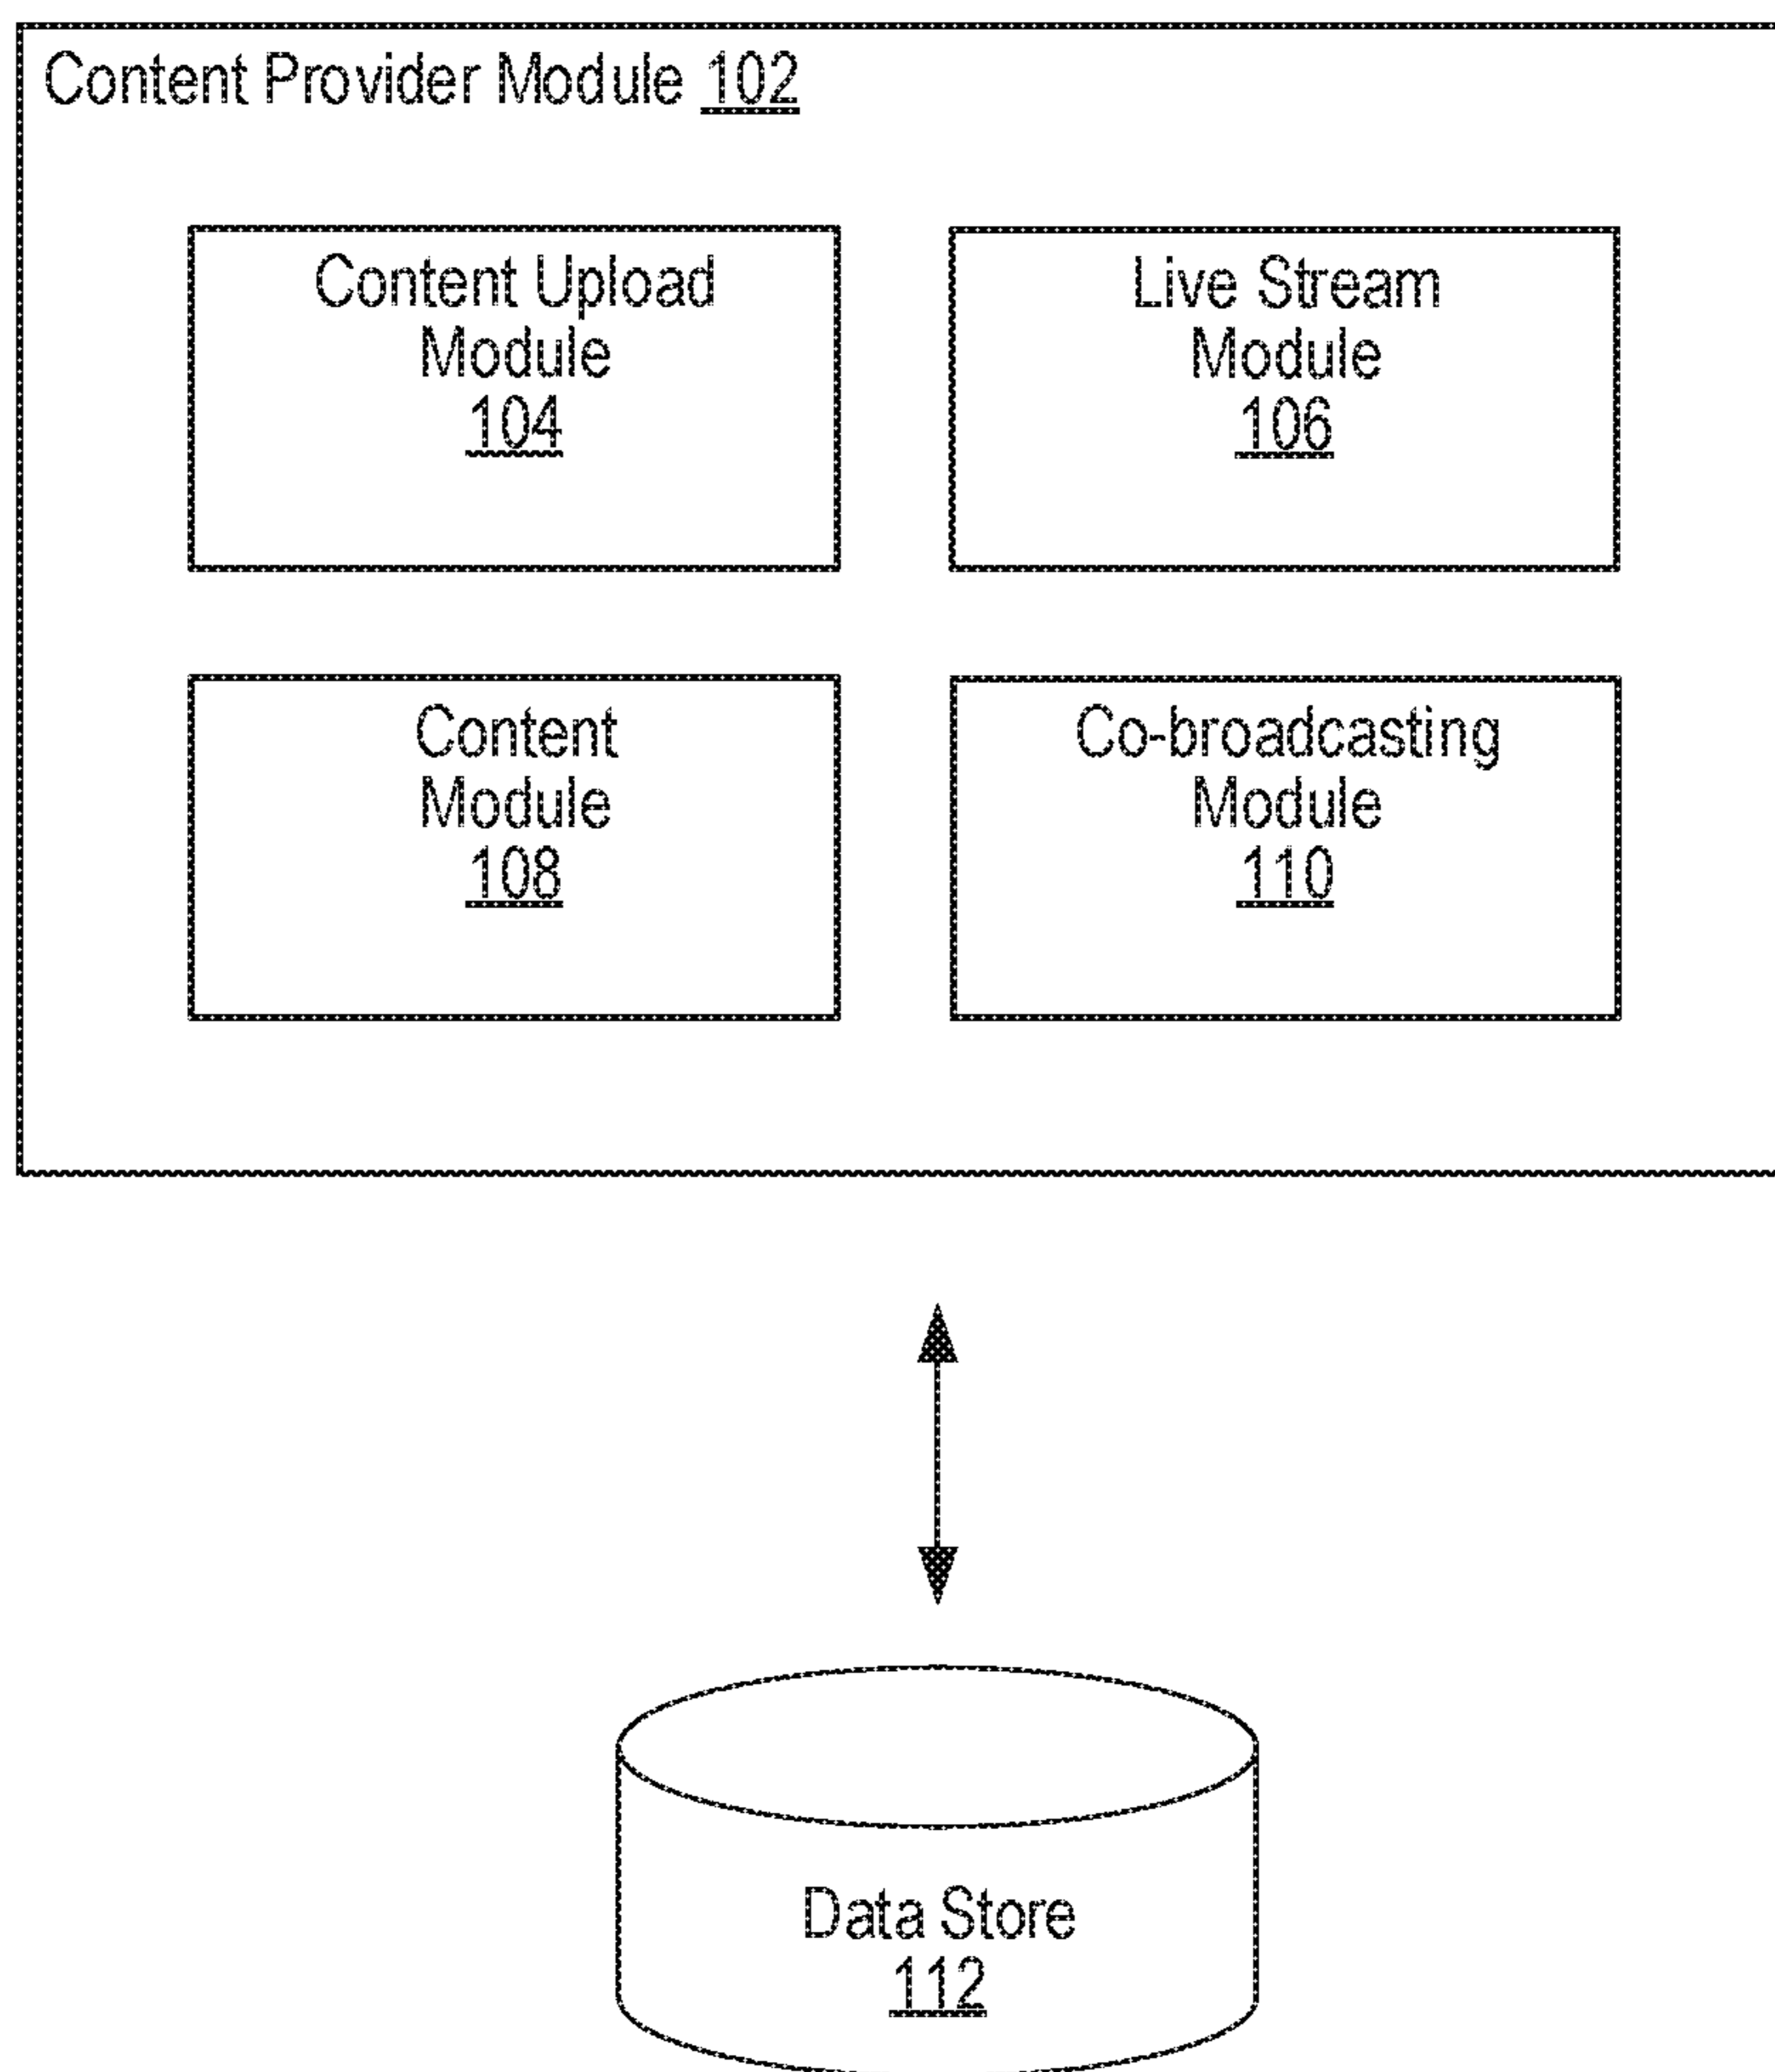 Content Provider Module 102
Content Upload
Module
104
Live Stream
Module
106
Content
Module
108
Co-broadcasting
Module
110
Data Store
112